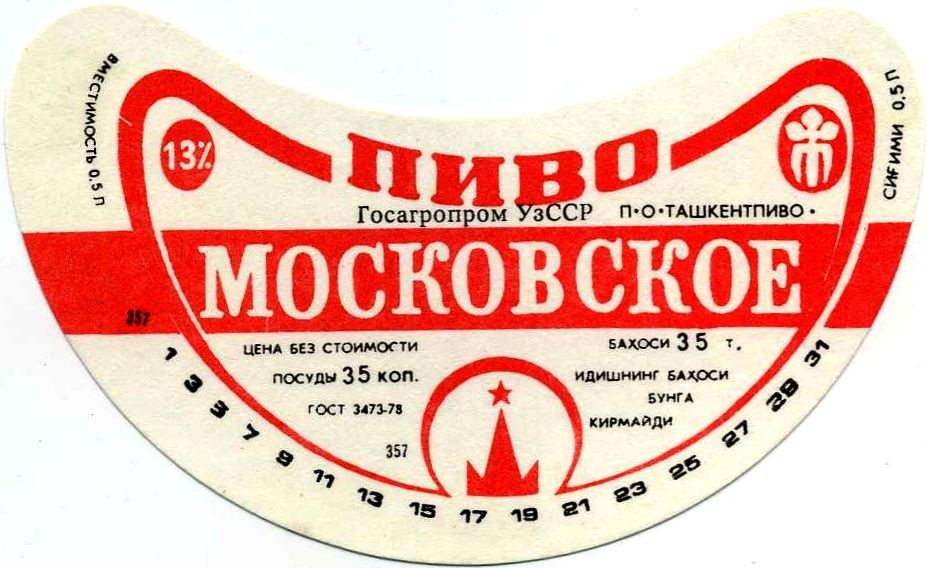 ВМЕСТИМОСТЬ 0.5 Л
СИҒИМИ 0.5 Л
13%
ПИВО
Госагропром УзССР П·О·ТАШКЕНТПИВО·
МОСКОВСКОЕ
357
ЦЕНА БЕЗ СТОИМОСТИ
ПОСУДЫ 35 КОП.
ГОСТ 3473-78
357
БАҲОСИ 35 т.
ИДИШНИНГ БАҲОСИ
БУНГА
КИРМАЙДИ
1 3 3 7 9 11 13 15 17 19 21 23 25 27 28 31